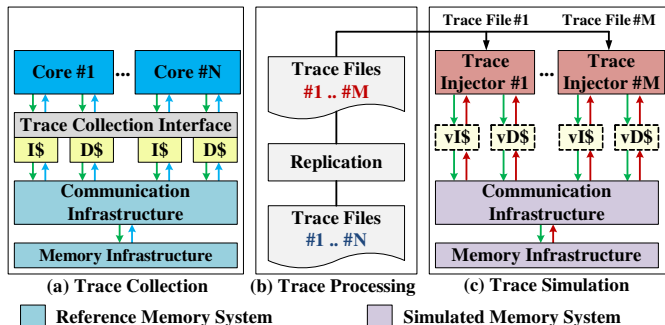 Core #1
...
Core #N
Trace Collection Interface
I$
D$
I$
D$
Communication
Infrastructure
Memory Infrastructure
(a) Trace Collection
Trace Files
#1 .. #M
Replication
Trace Files
#1 .. #N
(b) Trace Processing
Trace File #1
Trace File #M
Trace
Injector #1
...
Trace
Injector #M
vI$
vD$
vI$
vD$
Communication
Infrastructure
Memory Infrastructure
(c) Trace Simulation
Reference Memory System
Simulated Memory System